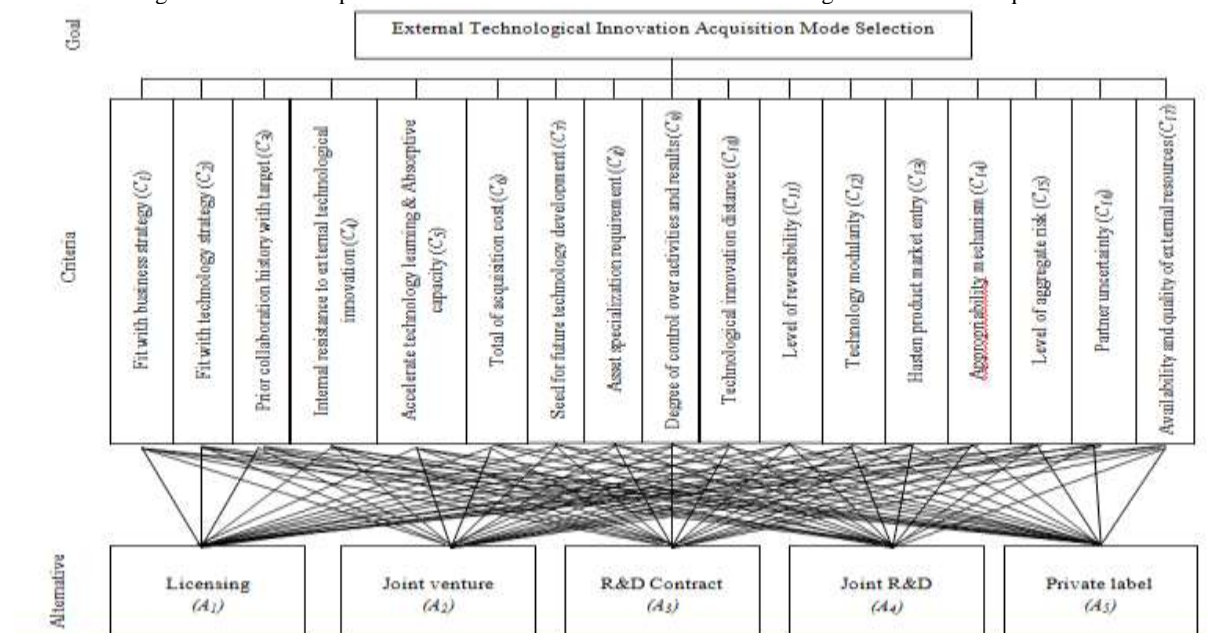 Goal
External Technological Innovation Acquisition Mode Selection
Criteria
Fit with business strategy (C1)
Fit with technology strategy (C2)
Prior collaboration history with target (C3)
Internal resistance to external technological
innovation (C4)
Accelerate technology learning & Absorptive
capacity (C5)
Total of acquisition cost (C6)
Seed for future technology development (C7)
Asset specialization requirement (C8)
Degree of control over activities and results (C9)
Technological innovation distance (C10)
Level of reversability (C11)
Technology modularity (C12)
Hasten product market entry (C13)
Appropriability mechanism (C14)
Level of aggregate risk (C15)
Partner uncertainty (C16)
Availability and quality of external resources (C17)
Alternative
Licensing
(A1)
Joint venture
(A2)
R&D Contract
(A3)
Joint R&D
(A4)
Private label
(A5)